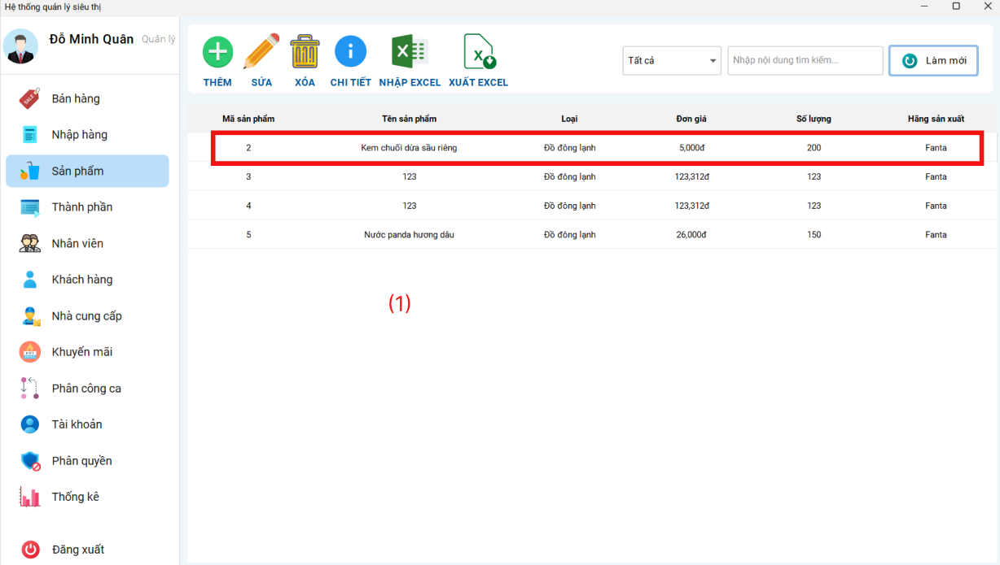 Hệ thống quản lý siêu thị
Đỗ Minh Quân Quản lý
Bán hàng
Nhập hàng
Sản phẩm
Thành phần
Nhân viên
Khách hàng
Nhà cung cấp
Khuyến mãi
Phân công ca
Tài khoản
Phân quyền
Thống kê
Đăng xuất
THÊM SỬA XÓA CHI TIẾT NHẬP EXCEL XUẤT EXCEL
Tất cả Nhập nội dung tìm kiếm... Làm mới
Mã sản phẩm Tên sản phẩm Loại Đơn giá Số lượng Hãng sản xuất
2 Kem chuối dừa sầu riêng Đồ đông lạnh 5,000đ 200 Fanta
3 123 Đồ đông lạnh 123,312đ 123 Fanta
4 123 Đồ đông lạnh 123,312đ 123 Fanta
5 Nước panda hương dâu Đồ đông lạnh 26,000đ 150 Fanta
(1)